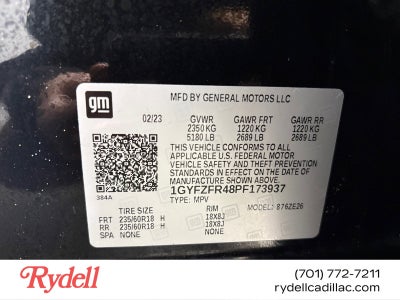 gm
MFD BY GENERAL MOTORS LLC
02/23 GVWR GAWR FRT GAWR RR
2350 KG 1220 KG 1220 KG
5180 LB 2689 LB 2689 LB
THIS VEHICLE CONFORMS TO ALL
APPLICABLE U.S. FEDERAL MOTOR
VEHICLE SAFETY, BUMPER, AND THEFT
PREVENTION STANDARDS IN EFFECT ON THE
DATE OF MANUFACTURE SHOWN ABOVE.
384A
1GYFZFR48PF173937
TYPE: MPV MODEL: 6NZE26
TIRE SIZE RIM
FRT 235/60R18 H 18X8J
RR 235/60R18 H 18X8J
SPA NONE NONE
Rydell
(701) 772-7211
rydellcadillac.com